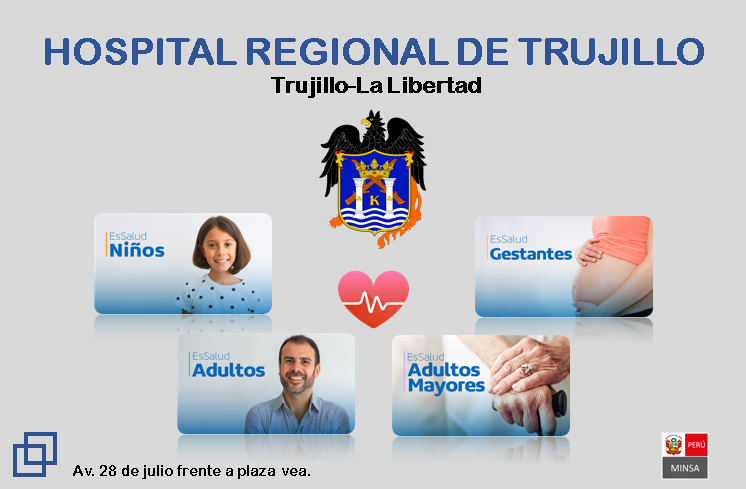 HOSPITAL REGIONAL DE TRUJILLO
Trujillo-La Libertad
K
EsSalud
Niños
EsSalud
Gestantes
EsSalud
Adultos
EsSalud
Adultos
Mayores
Av. 28 de julio frente a plaza vea.
PERÚ
MINSA